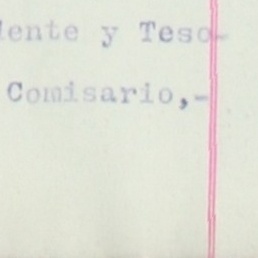 dente y Teso-
Comisario,-